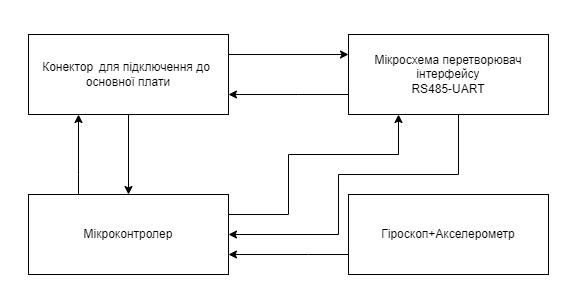 Конектор для підключення до
основної плати
Мікросхема перетворювач
інтерфейсу
RS485-UART
Мікроконтролер
Гіроскоп+Акселерометр